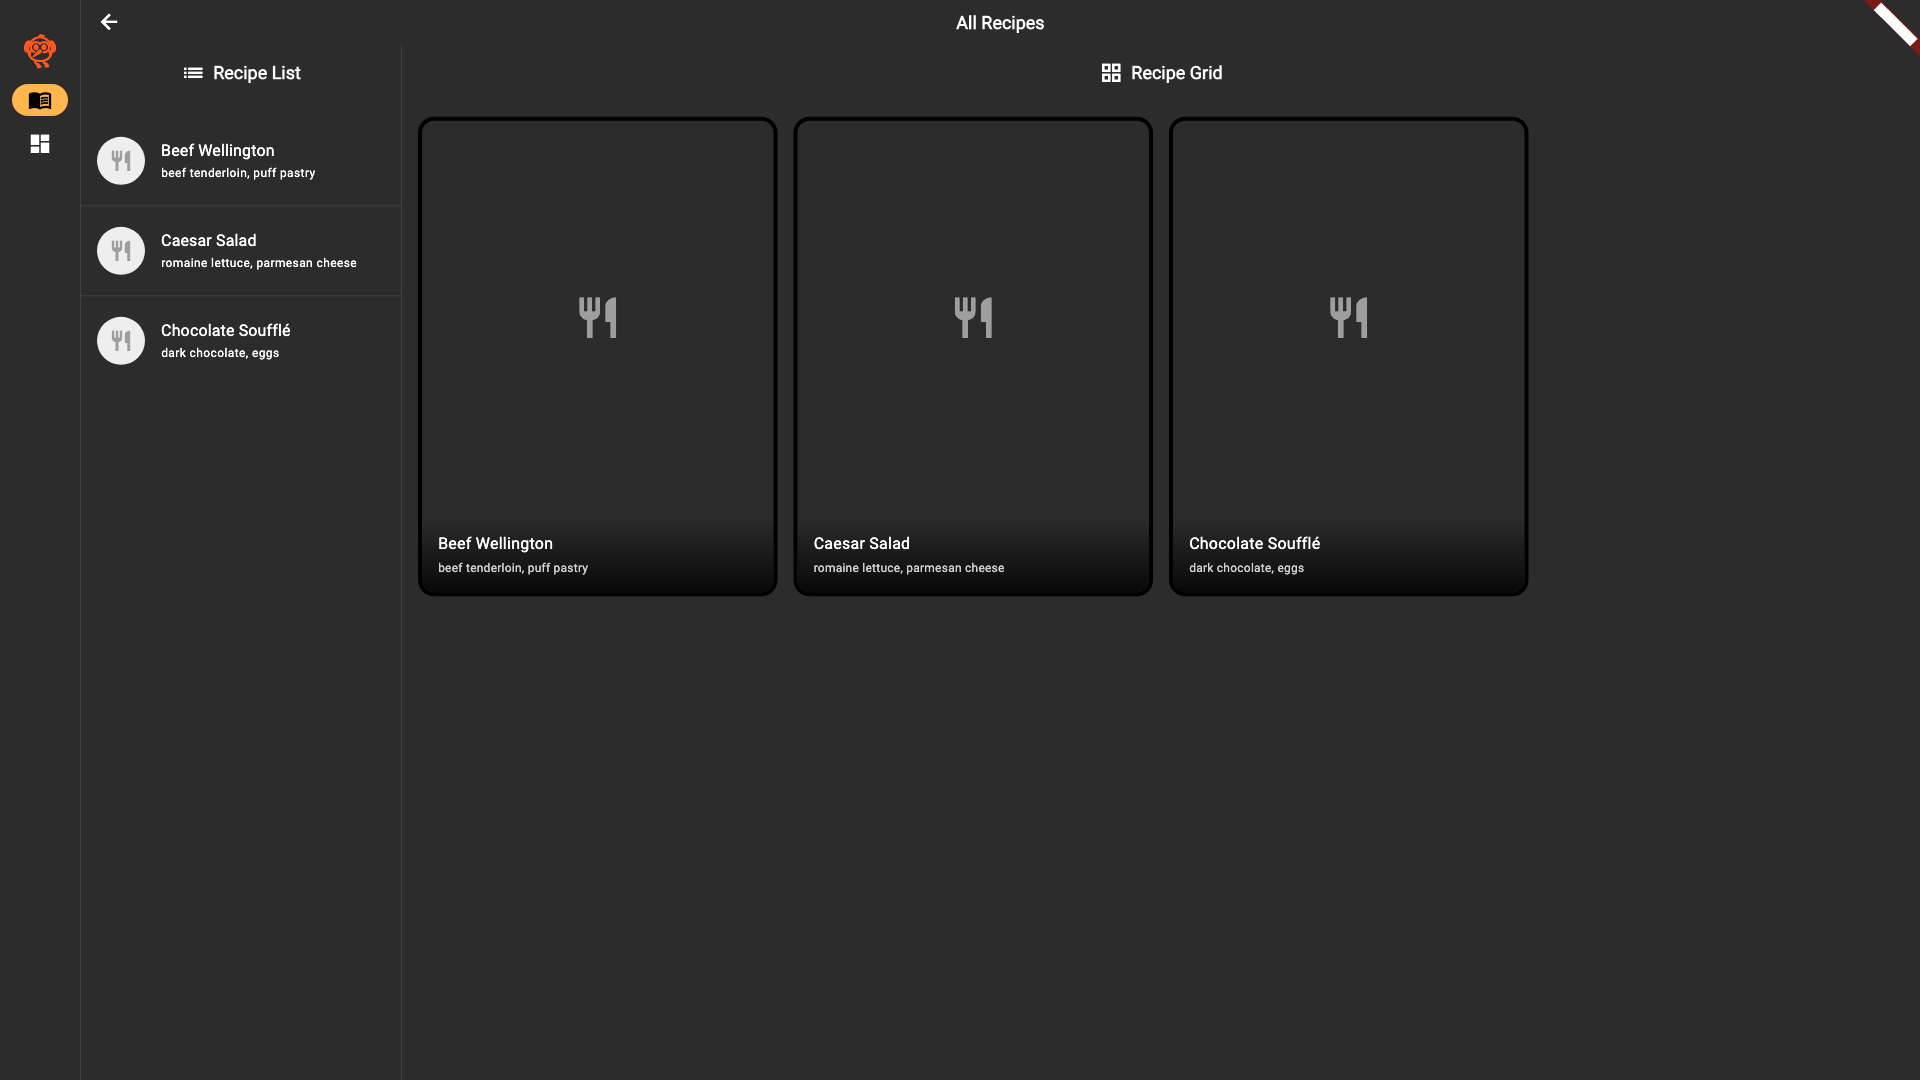 All Recipes
Recipe List
Beef Wellington
beef tenderloin, puff pastry
Caesar Salad
romaine lettuce, parmesan cheese
Chocolate Soufflé
dark chocolate, eggs
Recipe Grid
Beef Wellington
beef tenderloin, puff pastry
Caesar Salad
romaine lettuce, parmesan cheese
Chocolate Soufflé
dark chocolate, eggs